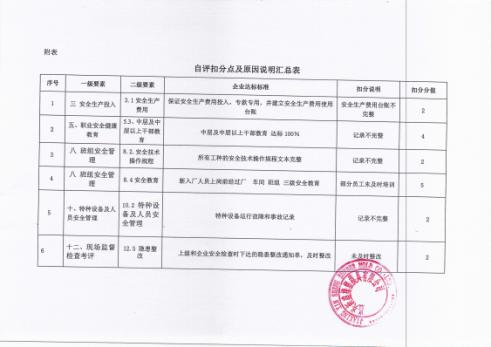 附表
自评扣分点及原因说明汇总表
序号 一级要素 二级要素 企业达标标准 扣分说明 扣分分值
1 三 安全生产投入 3.1 安全生产费用 保证安全生产费用投入、专款专用，并建立安全生产费用使用台账 安全生产费用台账不完整 2
2 五、职业安全健康教育 5.3、中层及中层以上干部教育 中层及中层以上干部教育 达标 100% 记录不完整 4
3 八 班组安全管理 8.2、安全技术操作规程 所有工种的安全技术操作规程文本完整 记录不完整 2
4 八 班组安全管理 8.4 安全教育 新入厂人员上岗前经过厂 车间 班组 三级安全教育 部分员工未及时培训 5
5 十、特种设备及人员安全管理 10.2 特种设备及人员安全管理 特种设备运行故障和事故记录 记录不完整 2
6 十二、现场监督检查考评 12.5 隐患整改 上级和企业安全检查时下达的隐患整改通知单，及时整改 未及时整改 2